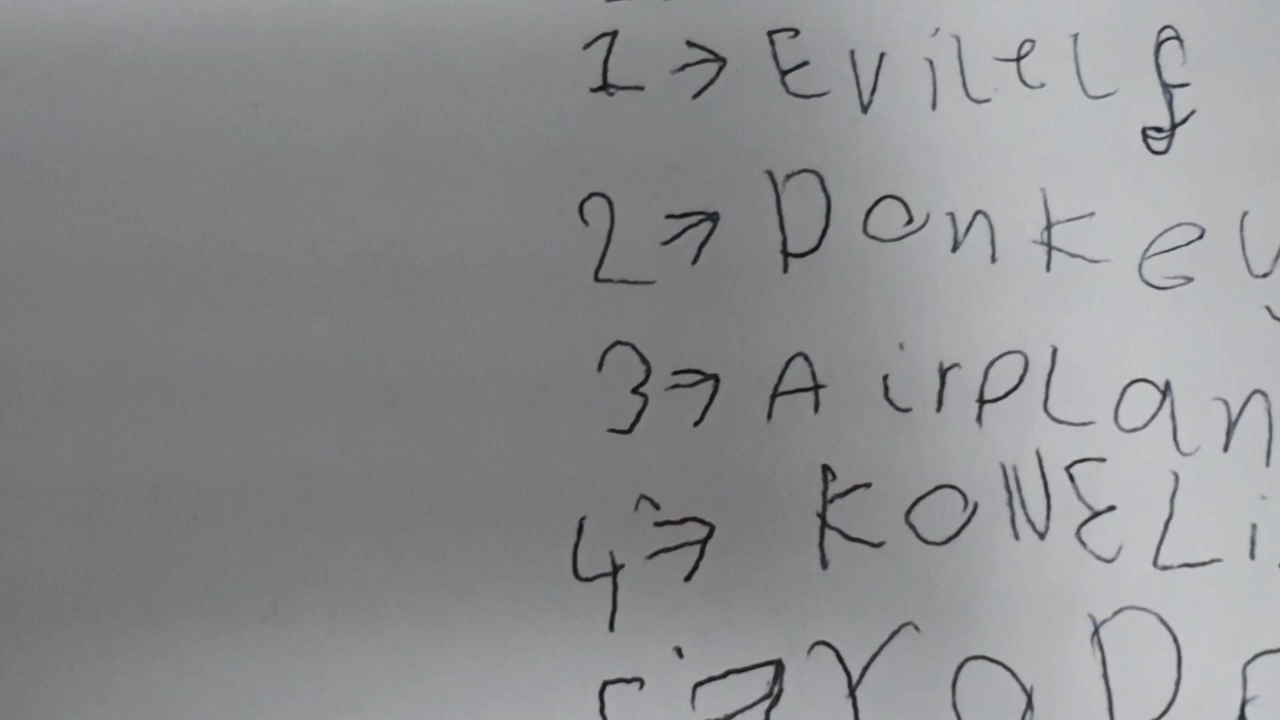 1 → Evilelf
2 → Donkey
3 → Airplan
4 → KONELi